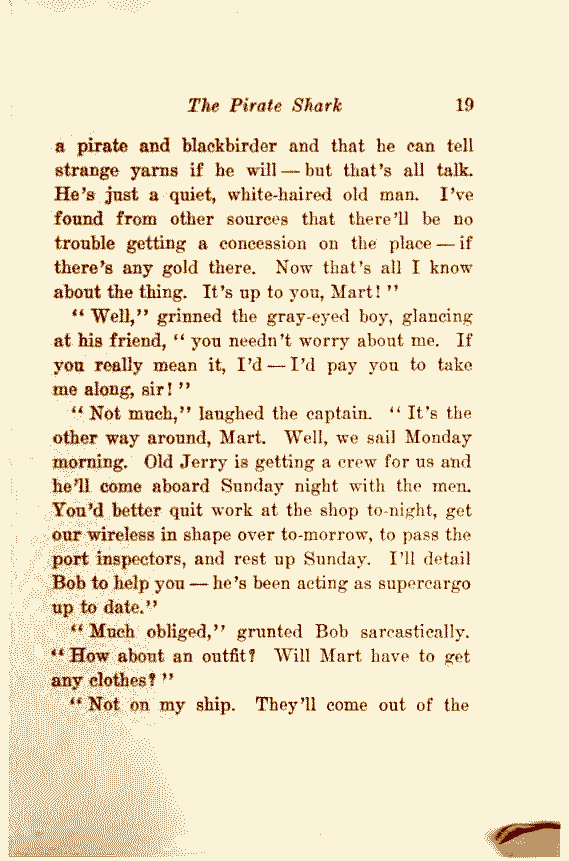 The Pirate Shark 19
a pirate and blackbirder and that he can tell
strange yarns if he will — but that's all talk.
He's just a quiet, white-haired old man. I've
found from other sources that there'll be no
trouble getting a concession on the place — if
there's any gold there. Now that's all I know
about the thing. It's up to you, Mart! "
" Well," grinned the gray-eyed boy, glancing
at his friend, " you needn't worry about me. If
you really mean it, I'd — I'd pay you to take
me along, sir! "
" Not much," laughed the captain. " It's the
other way around, Mart. Well, we sail Monday
morning. Old Jerry is getting a crew for us and
he'll come aboard Sunday night with the men.
You'd better quit work at the shop to-night, get
our wireless in shape over to-morrow, to pass the
port inspectors, and rest up Sunday. I'll detail
Bob to help you — he's been acting as supercargo
up to date."
" Much obliged," grunted Bob sarcastically.
" How about an outfit? Will Mart have to get
any clothes? "
" Not on my ship. They'll come out of the